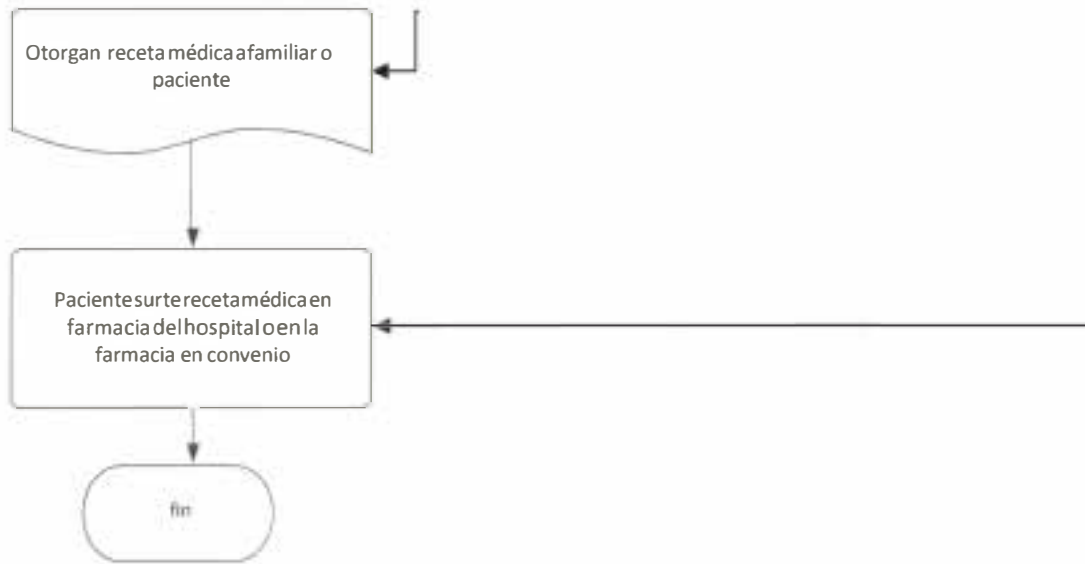 Otorgan receta médica a familiar o
paciente
Paciente surte receta médica en
farmacia del hospital o en la
farmacia en convenio
fin